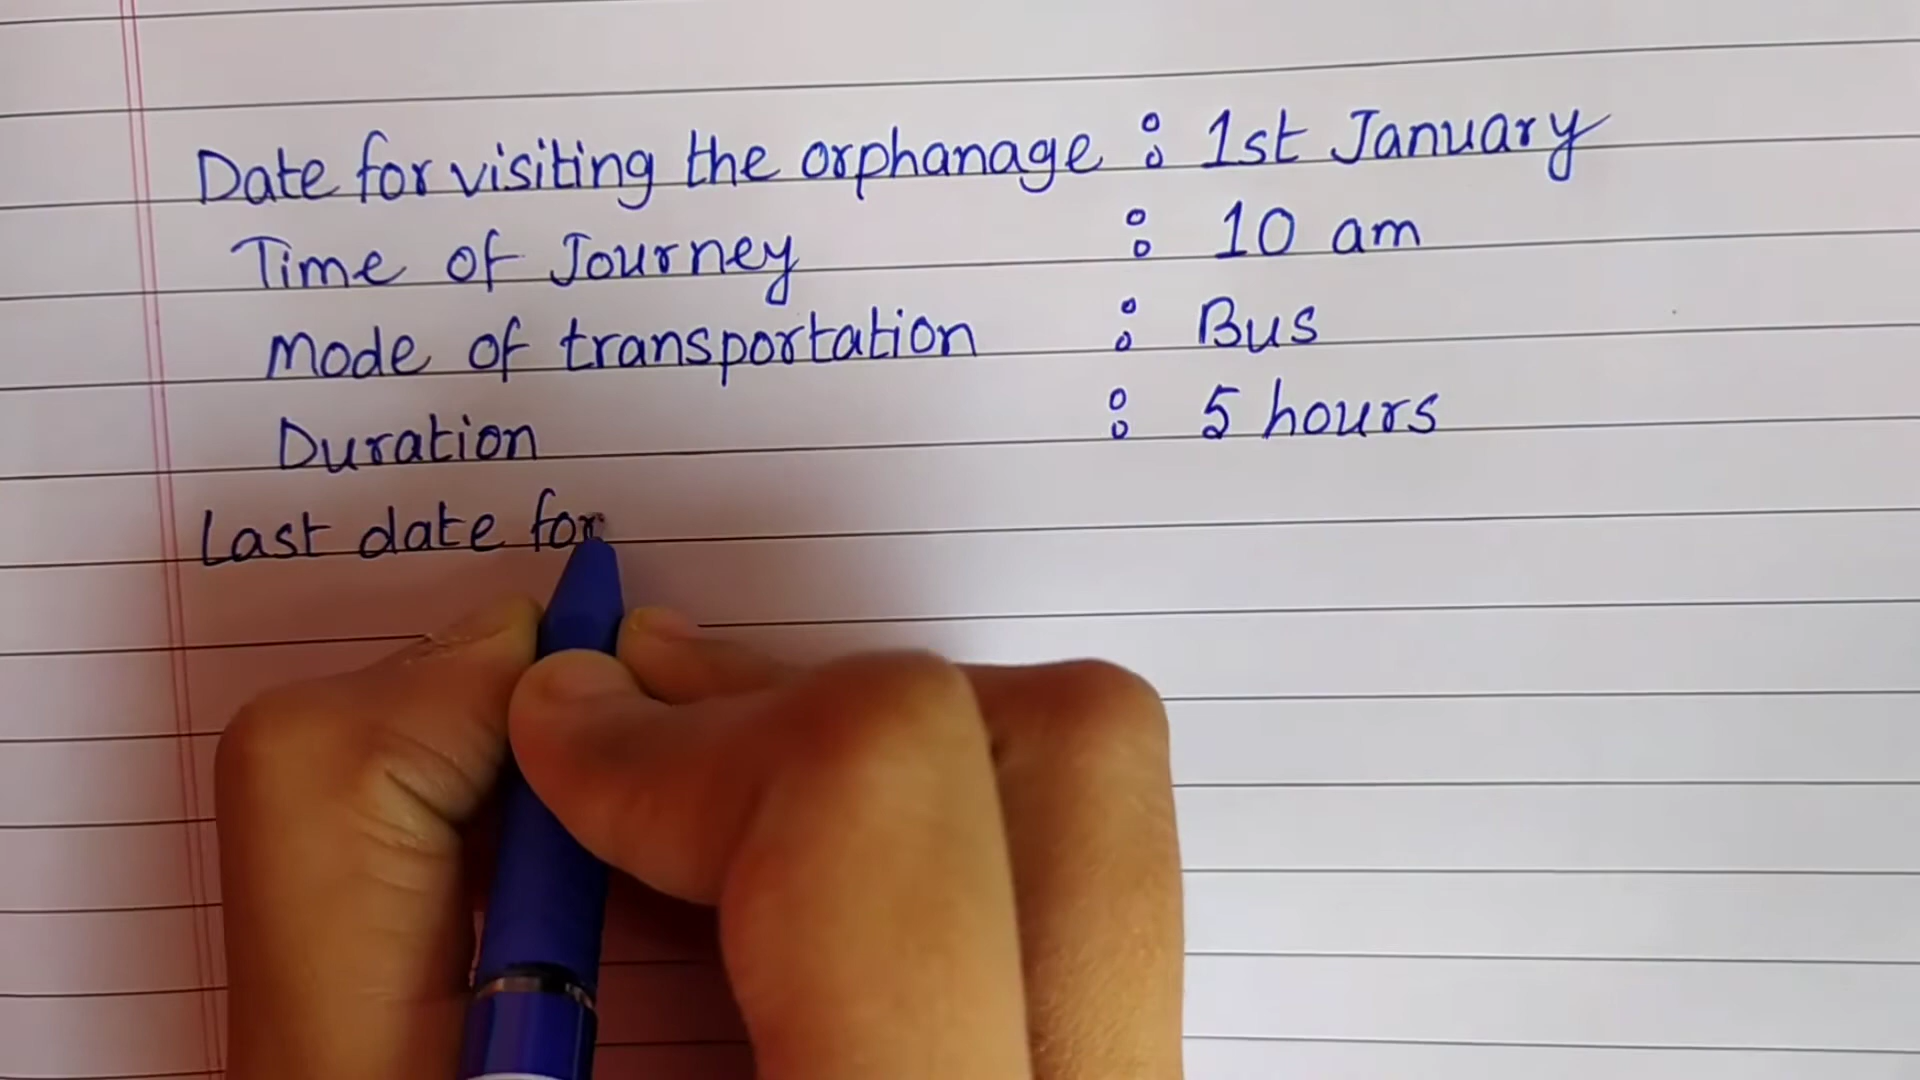 Date for visiting the orphanage : 1st January
Time of Journey : 10 am
Mode of transportation : Bus
Duration : 5 hours
Last date for